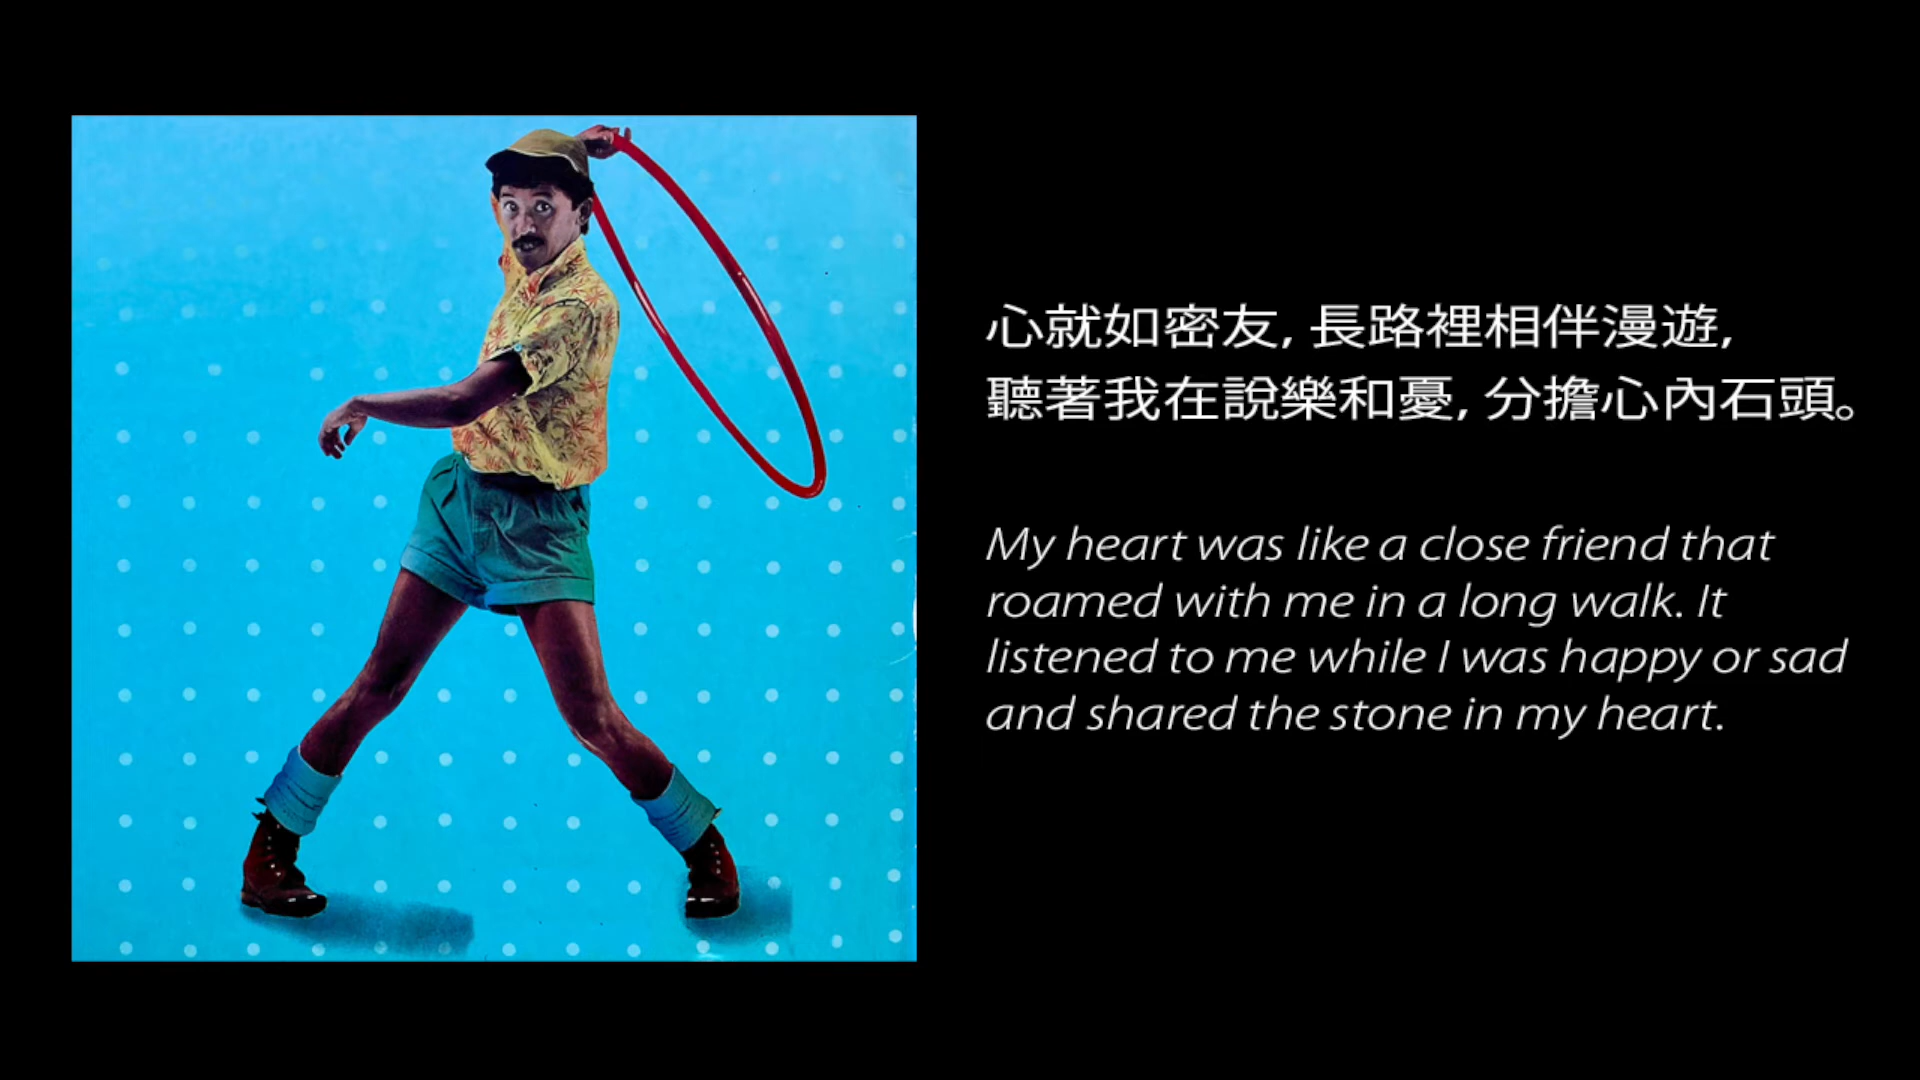 心就如密友, 長路裡相伴漫遊,
聽著我在說樂和憂, 分擔心內石頭。
My heart was like a close friend that
roamed with me in a long walk. It
listened to me while I was happy or sad
and shared the stone in my heart.